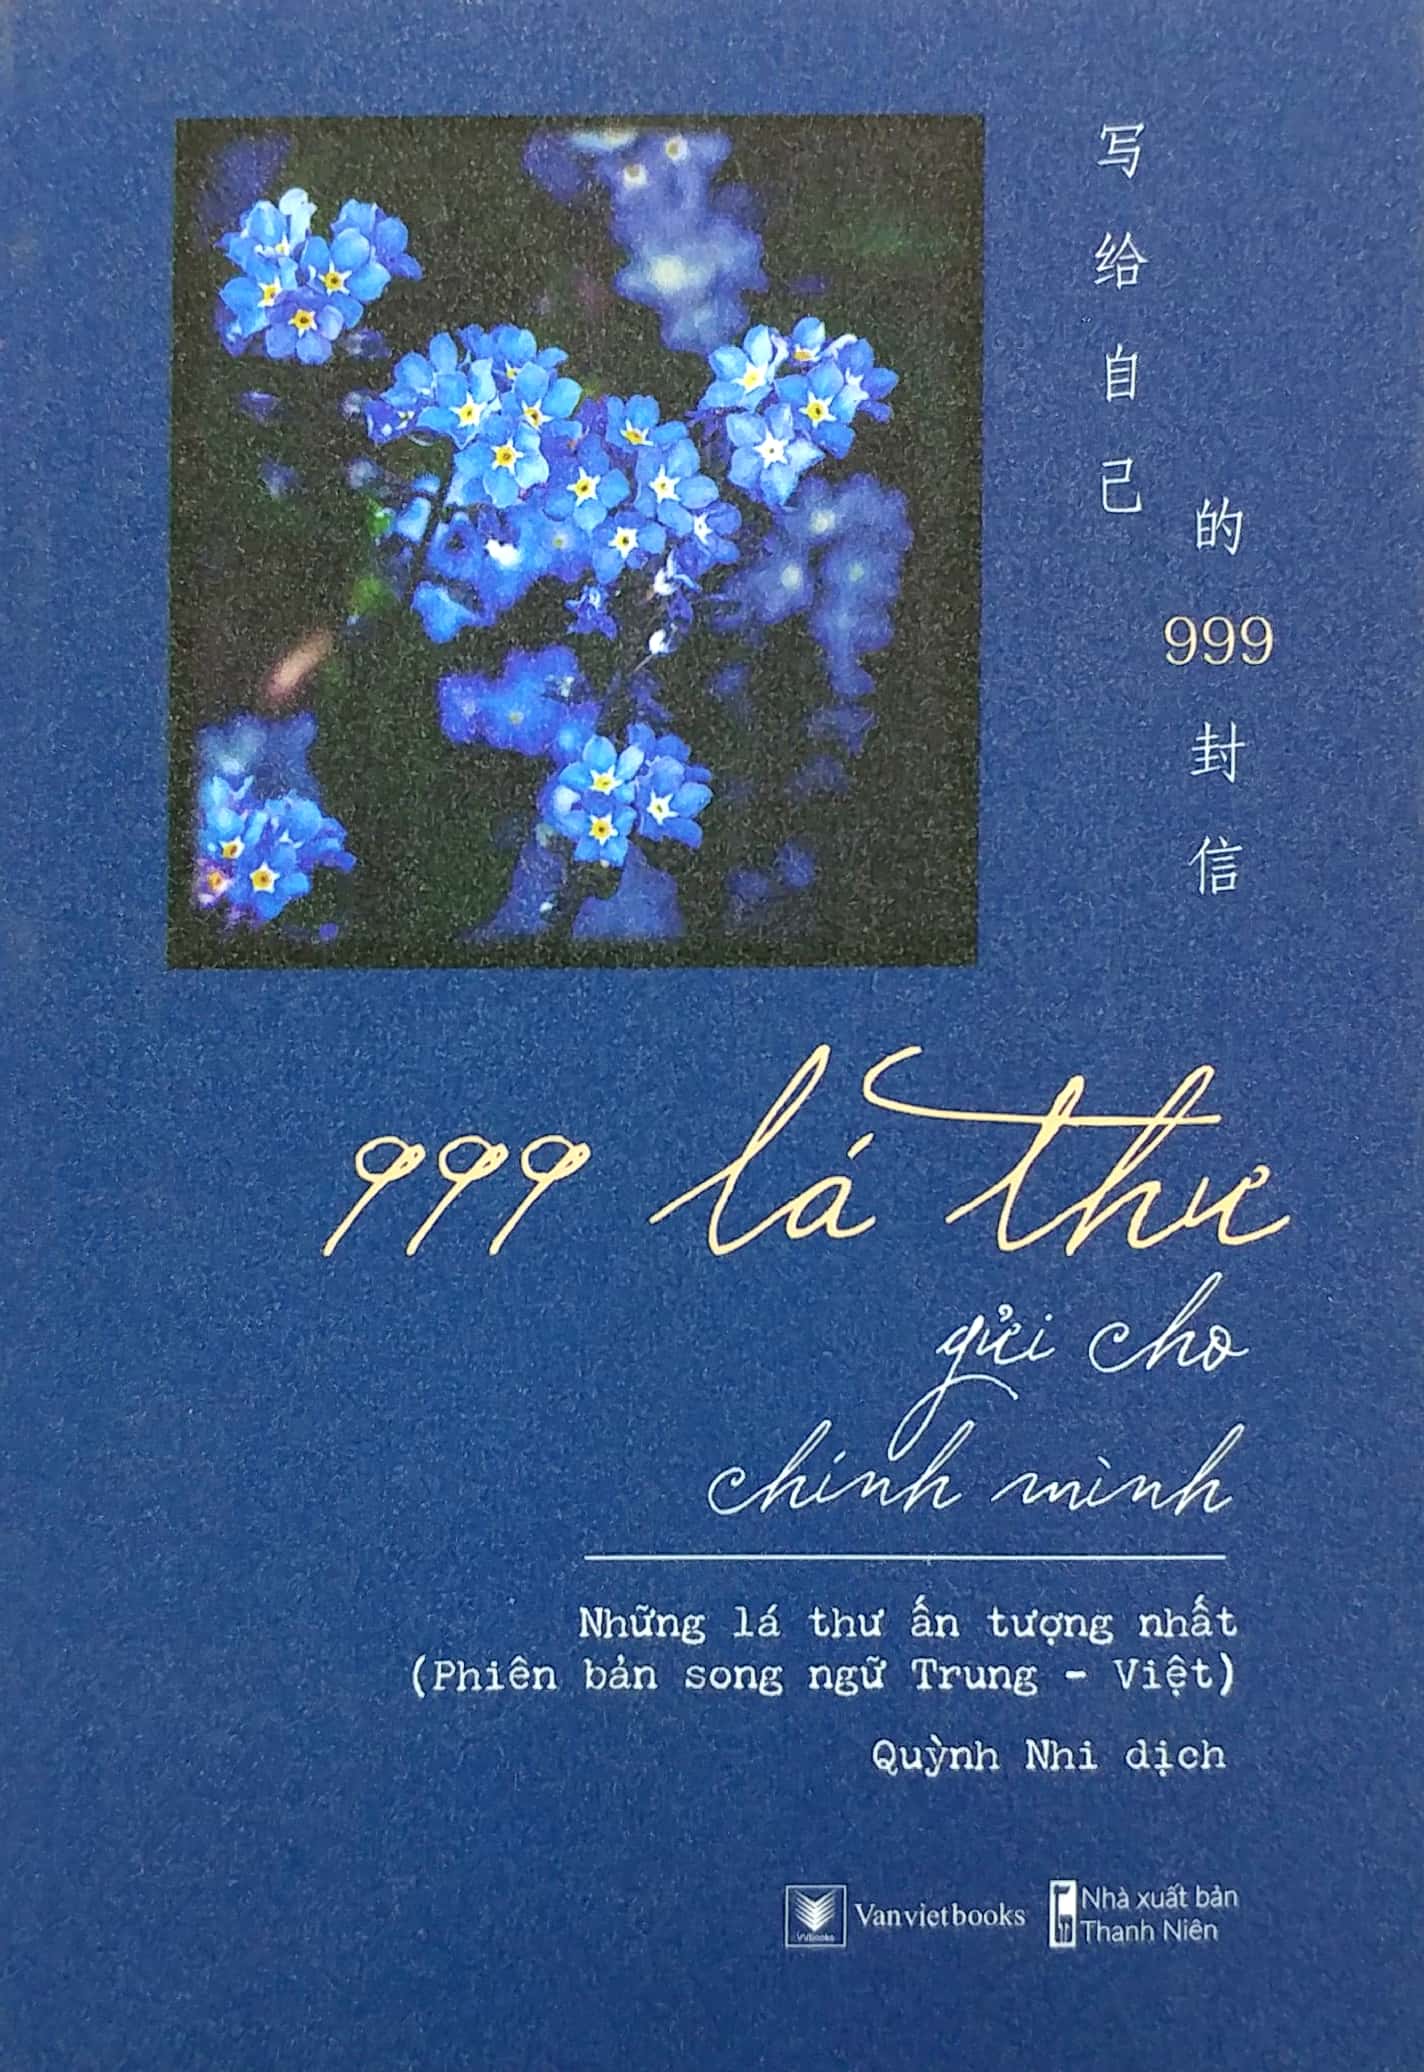 写给自己
的999封信
999 lá thư
gửi cho
chính mình
Những lá thư ấn tượng nhất
(Phiên bản song ngữ Trung - Việt)
Quỳnh Nhi dịch
VVBooks
Vanvietbooks
Nhà xuất bản
Thanh Niên